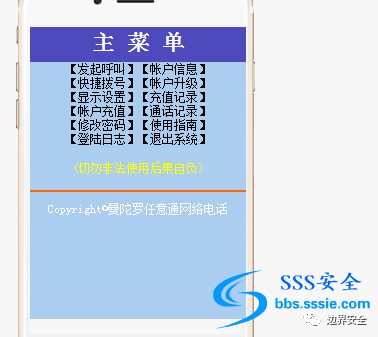 主 菜 单
【发起呼叫】【帐户信息】
【快捷拨号】【帐户升级】
【显示设置】【充值记录】
【帐户充值】【通话记录】
【修改密码】【使用指南】
【登陆日志】【退出系统】
(切勿非法使用后果自负)
Copyright©曼陀罗任意通网络电话
SSS安全
bbs.sssie.com
边界安全